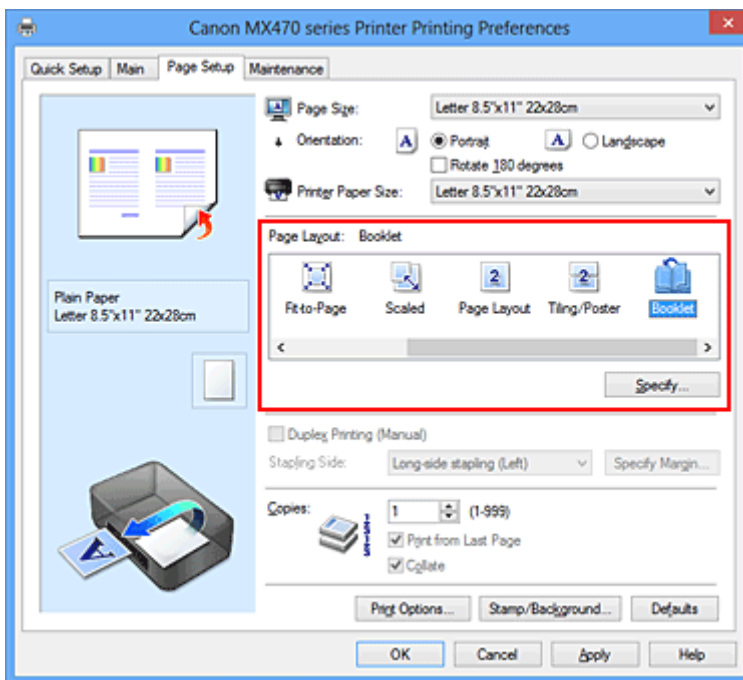 Canon MX470 series Printer Printing Preferences
Quick Setup Main Page Setup Maintenance
Page Size: Letter 8.5"x11" 22x28cm
Orientation: A Portrait A Landscape
Rotate 180 degrees
Printer Paper Size: Letter 8.5"x11" 22x28cm
Page Layout: Booklet
Fit-to-Page Scaled Page Layout Tiling/Poster Booklet
Specify...
Plain Paper
Letter 8.5"x11" 22x28cm
Duplex Printing (Manual)
Stapling Side: Long-side stapling (Left) Specify Margin...
Copies: 1 (1-999)
Print from Last Page
Collate
Print Options... Stamp/Background... Defaults
OK Cancel Apply Help